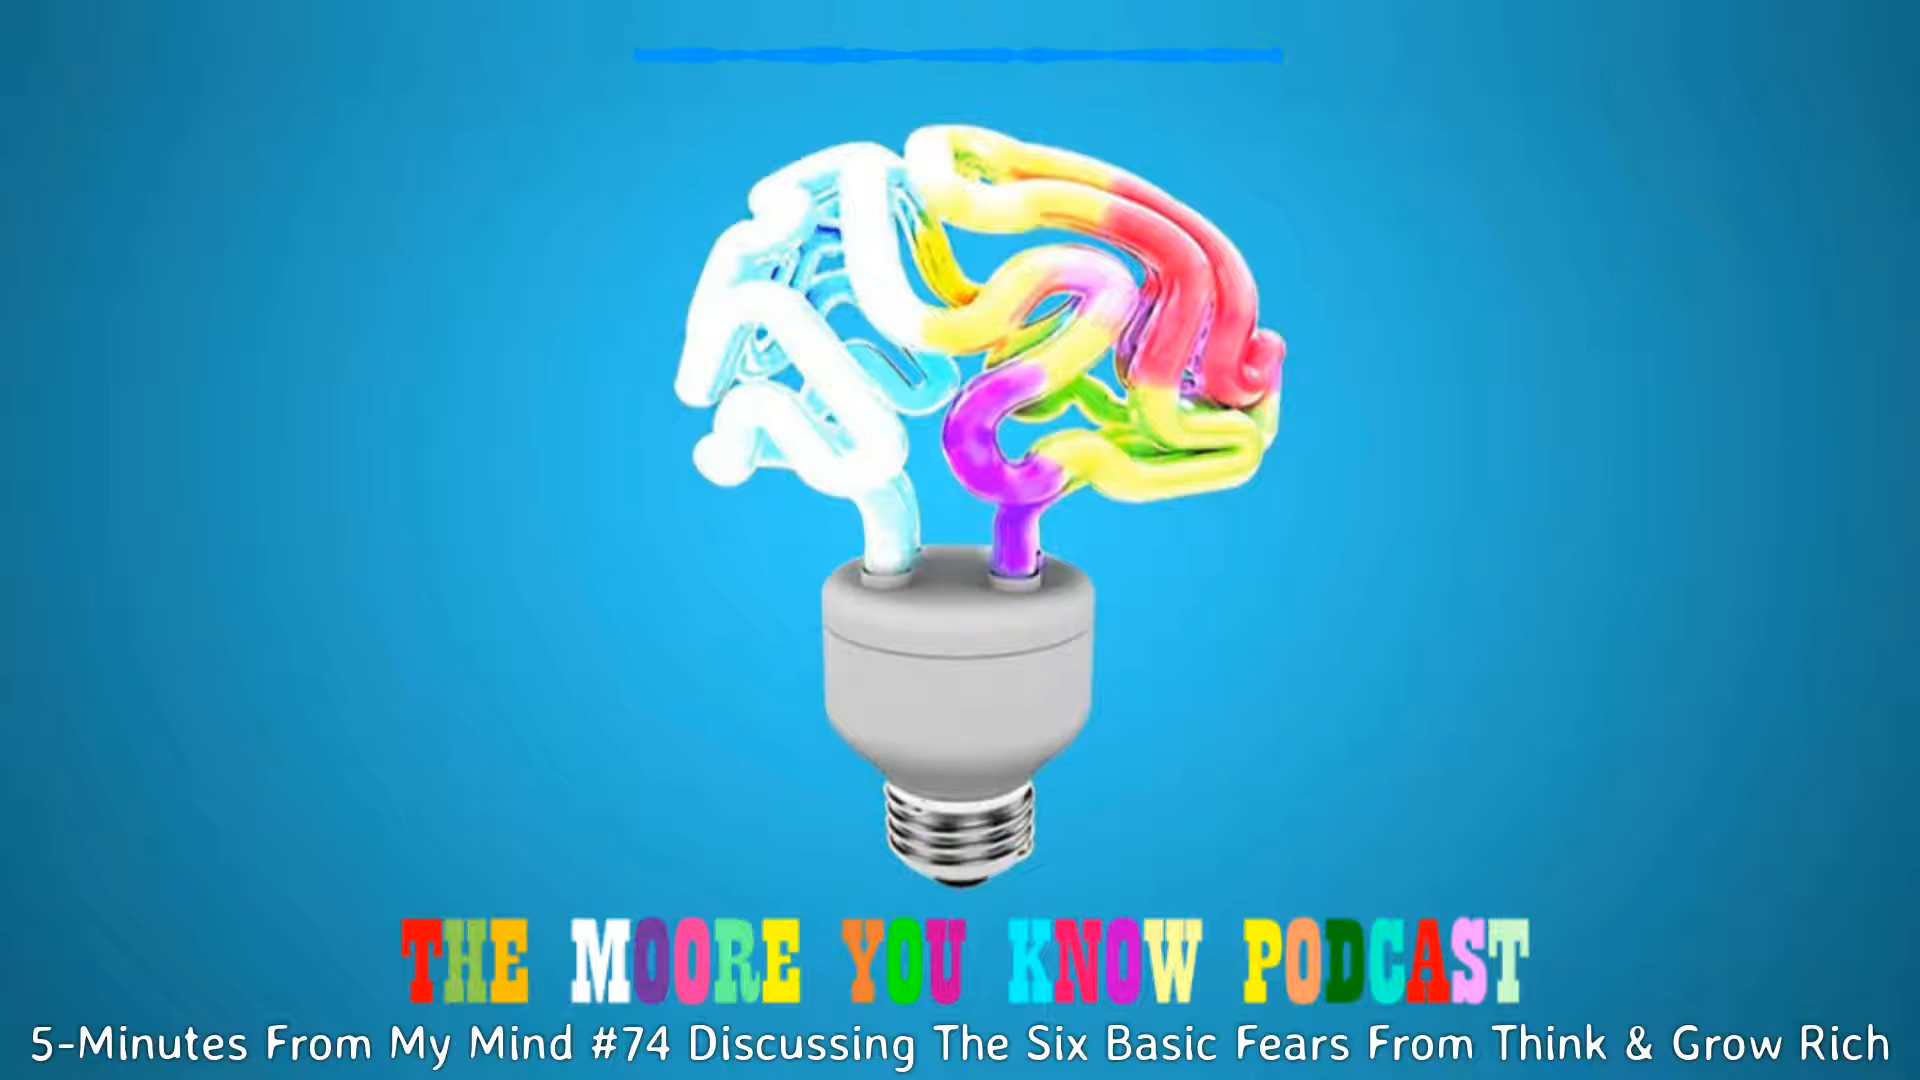 THE MOORE YOU KNOW PODCAST
5-Minutes From My Mind #74 Discussing The Six Basic Fears From Think & Grow Rich